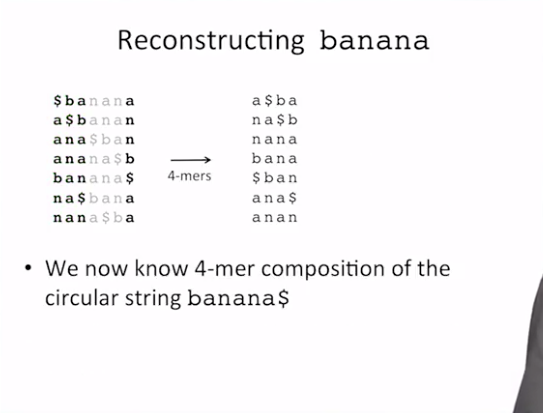 Reconstructing banana
$banana a$ba
a$banan na$b
ana$ban nana
anana$b bana
banana$ 4-mers $ban
na$bana ana$
nana$ba anan
• We now know 4-mer composition of the
circular string banana$